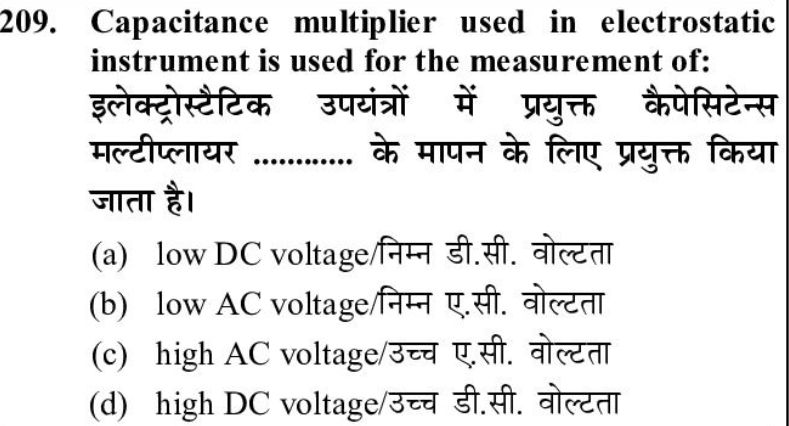 209. Capacitance multiplier used in electrostatic
instrument is used for the measurement of:
इलेक्ट्रोस्टैटिक उपयंत्रों में प्रयुक्त कैपेसिटेन्स
मल्टीप्लायर ............. के मापन के लिए प्रयुक्त किया
जाता है।
(a) low DC voltage/निम्न डी.सी. वोल्टता
(b) low AC voltage/निम्न ए.सी. वोल्टता
(c) high AC voltage/उच्च ए.सी. वोल्टता
(d) high DC voltage/उच्च डी.सी. वोल्टता